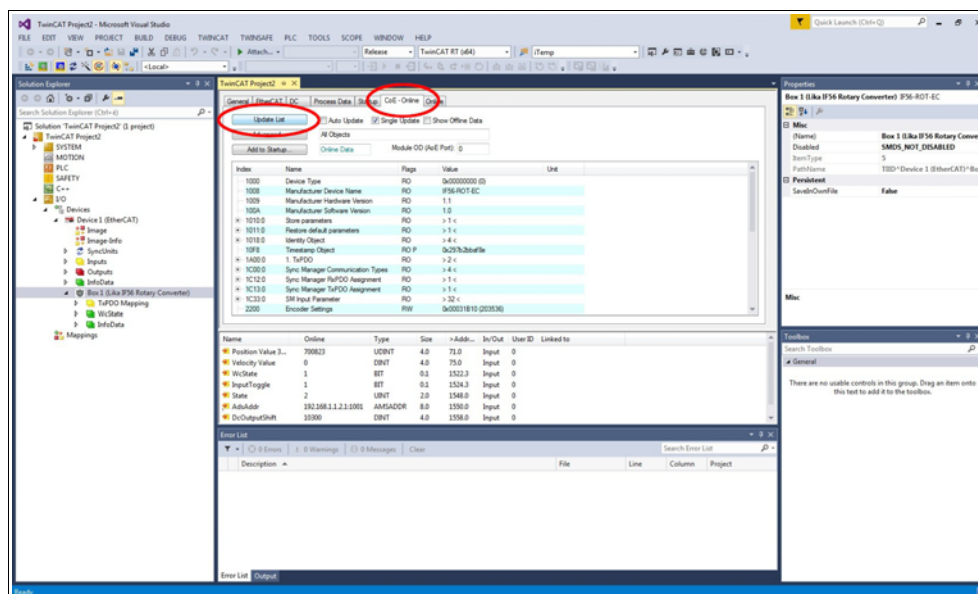 TwinCAT Project2 - Microsoft Visual Studio
Quick Launch (Ctrl+Q)
FILE EDIT VIEW PROJECT BUILD DEBUG TWINCAT TWINSAFE PLC TOOLS SCOPE WINDOW HELP
Attach... Release TwinCAT RT (x64) iTemp
<Local>
Solution Explorer
Search Solution Explorer (Ctrl+è)
Solution 'TwinCAT Project2' (1 project)
TwinCAT Project2
SYSTEM
MOTION
PLC
SAFETY
C++
I/O
Devices
Device 1 (EtherCAT)
Image
Image-Info
SyncUnits
Inputs
Outputs
InfoData
Box 1 (Lika IF56 Rotary Converter)
TxPDO Mapping
WcState
InfoData
Mappings
TwinCAT Project2
General EtherCAT DC Process Data Startup CoE - Online Online
Update List Auto Update Single Update Show Offline Data
Advanced... All Objects
Add to Startup... Online Data Module OD (AoE Port): 0
Index Name Flags Value Unit
1000 Device Type RO 0x00000000 (0)
1008 Manufacturer Device Name RO IF56-ROT-EC
1009 Manufacturer Hardware Version RO 1.1
100A Manufacturer Software Version RO 1.0
1010:0 Store parameters RO > 1 <
1011:0 Restore default parameters RO > 1 <
1018:0 Identity Object RO > 4 <
10F8 Timestamp Object RO P
1A00:0 1. TxPDO RO > 2 <
1C00:0 Sync Manager Communication Types RO > 4 <
1C12:0 Sync Manager RxPDO Assignment RO > 1 <
1C13:0 Sync Manager TxPDO Assignment RO > 1 <
1C33:0 SM Input Parameter RO > 32 <
2200 Encoder Settings RW 0x00031B10 (203536)
Name Online Type Size >Addr... In/Out User ID Linked to
Position Value 3... 700823 UDINT 4.0 71.0 Input 0
Velocity Value 0 DINT 4.0 75.0 Input 0
WcState 1 BIT 0.1 1522.3 Input 0
InputToggle 1 BIT 0.1 1524.3 Input 0
State 2 UINT 2.0 1548.0 Input 0
AdsAddr 192.168.1.1.2.1:1001 AMSADDR 8.0 1550.0 Input 0
DcOutputShift 10300 DINT 4.0 1558.0 Input 0
Error List
0 Errors 0 Warnings 0 Messages Clear
Search Error List
Description File Line Column Project
Error List Output
Properties
Box 1 (Lika IF56 Rotary Converter) IF56-ROT-EC
Misc
(Name) Box 1 (Lika IF56 Rotary Conve
Disabled SMDS_NOT_DISABLED
ItemType 5
PathName TIID^Device 1 (EtherCAT)^Bo
Persistent
SaveInOwnFile False
Misc
Toolbox
Search Toolbox
General
There are no usable controls in this group. Drag an item onto
this text to add it to the toolbox.
Ready